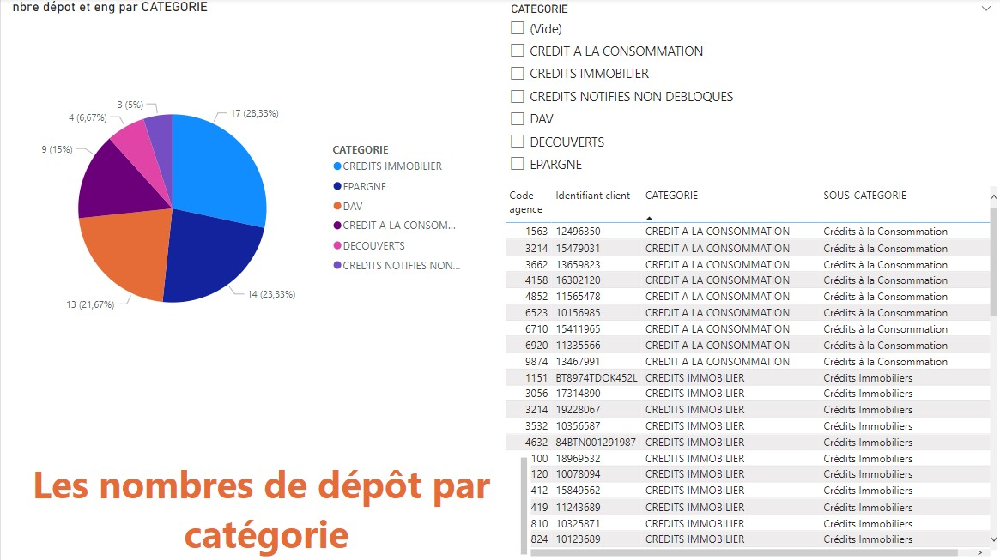 nbre dépot et eng par CATEGORIE
3 (5%)
17 (28,33%)
4 (6,67%)
9 (15%)
14 (23,33%)
13 (21,67%)
CATEGORIE
CREDITS IMMOBILIER
EPARGNE
DAV
CREDIT A LA CONSOM...
DECOUVERTS
CREDITS NOTIFIES NON...
Les nombres de dépôt par
catégorie
CATEGORIE
(Vide)
CREDIT A LA CONSOMMATION
CREDITS IMMOBILIER
CREDITS NOTIFIES NON DEBLOQUES
DAV
DECOUVERTS
EPARGNE
Code agence Identifiant client CATEGORIE SOUS-CATEGORIE
1563 12496350 CREDIT A LA CONSOMMATION Crédits à la Consommation
3214 15479031 CREDIT A LA CONSOMMATION Crédits à la Consommation
3662 13659823 CREDIT A LA CONSOMMATION Crédits à la Consommation
4158 16302120 CREDIT A LA CONSOMMATION Crédits à la Consommation
4852 11565478 CREDIT A LA CONSOMMATION Crédits à la Consommation
6523 10156985 CREDIT A LA CONSOMMATION Crédits à la Consommation
6710 15411965 CREDIT A LA CONSOMMATION Crédits à la Consommation
6920 11335566 CREDIT A LA CONSOMMATION Crédits à la Consommation
9874 13467991 CREDIT A LA CONSOMMATION Crédits à la Consommation
1151 BT8974TDOK452L CREDITS IMMOBILIER Crédits Immobiliers
3056 17314890 CREDITS IMMOBILIER Crédits Immobiliers
3214 19228067 CREDITS IMMOBILIER Crédits Immobiliers
3532 10356587 CREDITS IMMOBILIER Crédits Immobiliers
4632 84BTN001291987 CREDITS IMMOBILIER Crédits Immobiliers
100 18969532 CREDITS IMMOBILIER Crédits Immobiliers
120 10078094 CREDITS IMMOBILIER Crédits Immobiliers
412 15849562 CREDITS IMMOBILIER Crédits Immobiliers
419 11243689 CREDITS IMMOBILIER Crédits Immobiliers
810 10325871 CREDITS IMMOBILIER Crédits Immobiliers
824 10123689 CREDITS IMMOBILIER Crédits Immobiliers